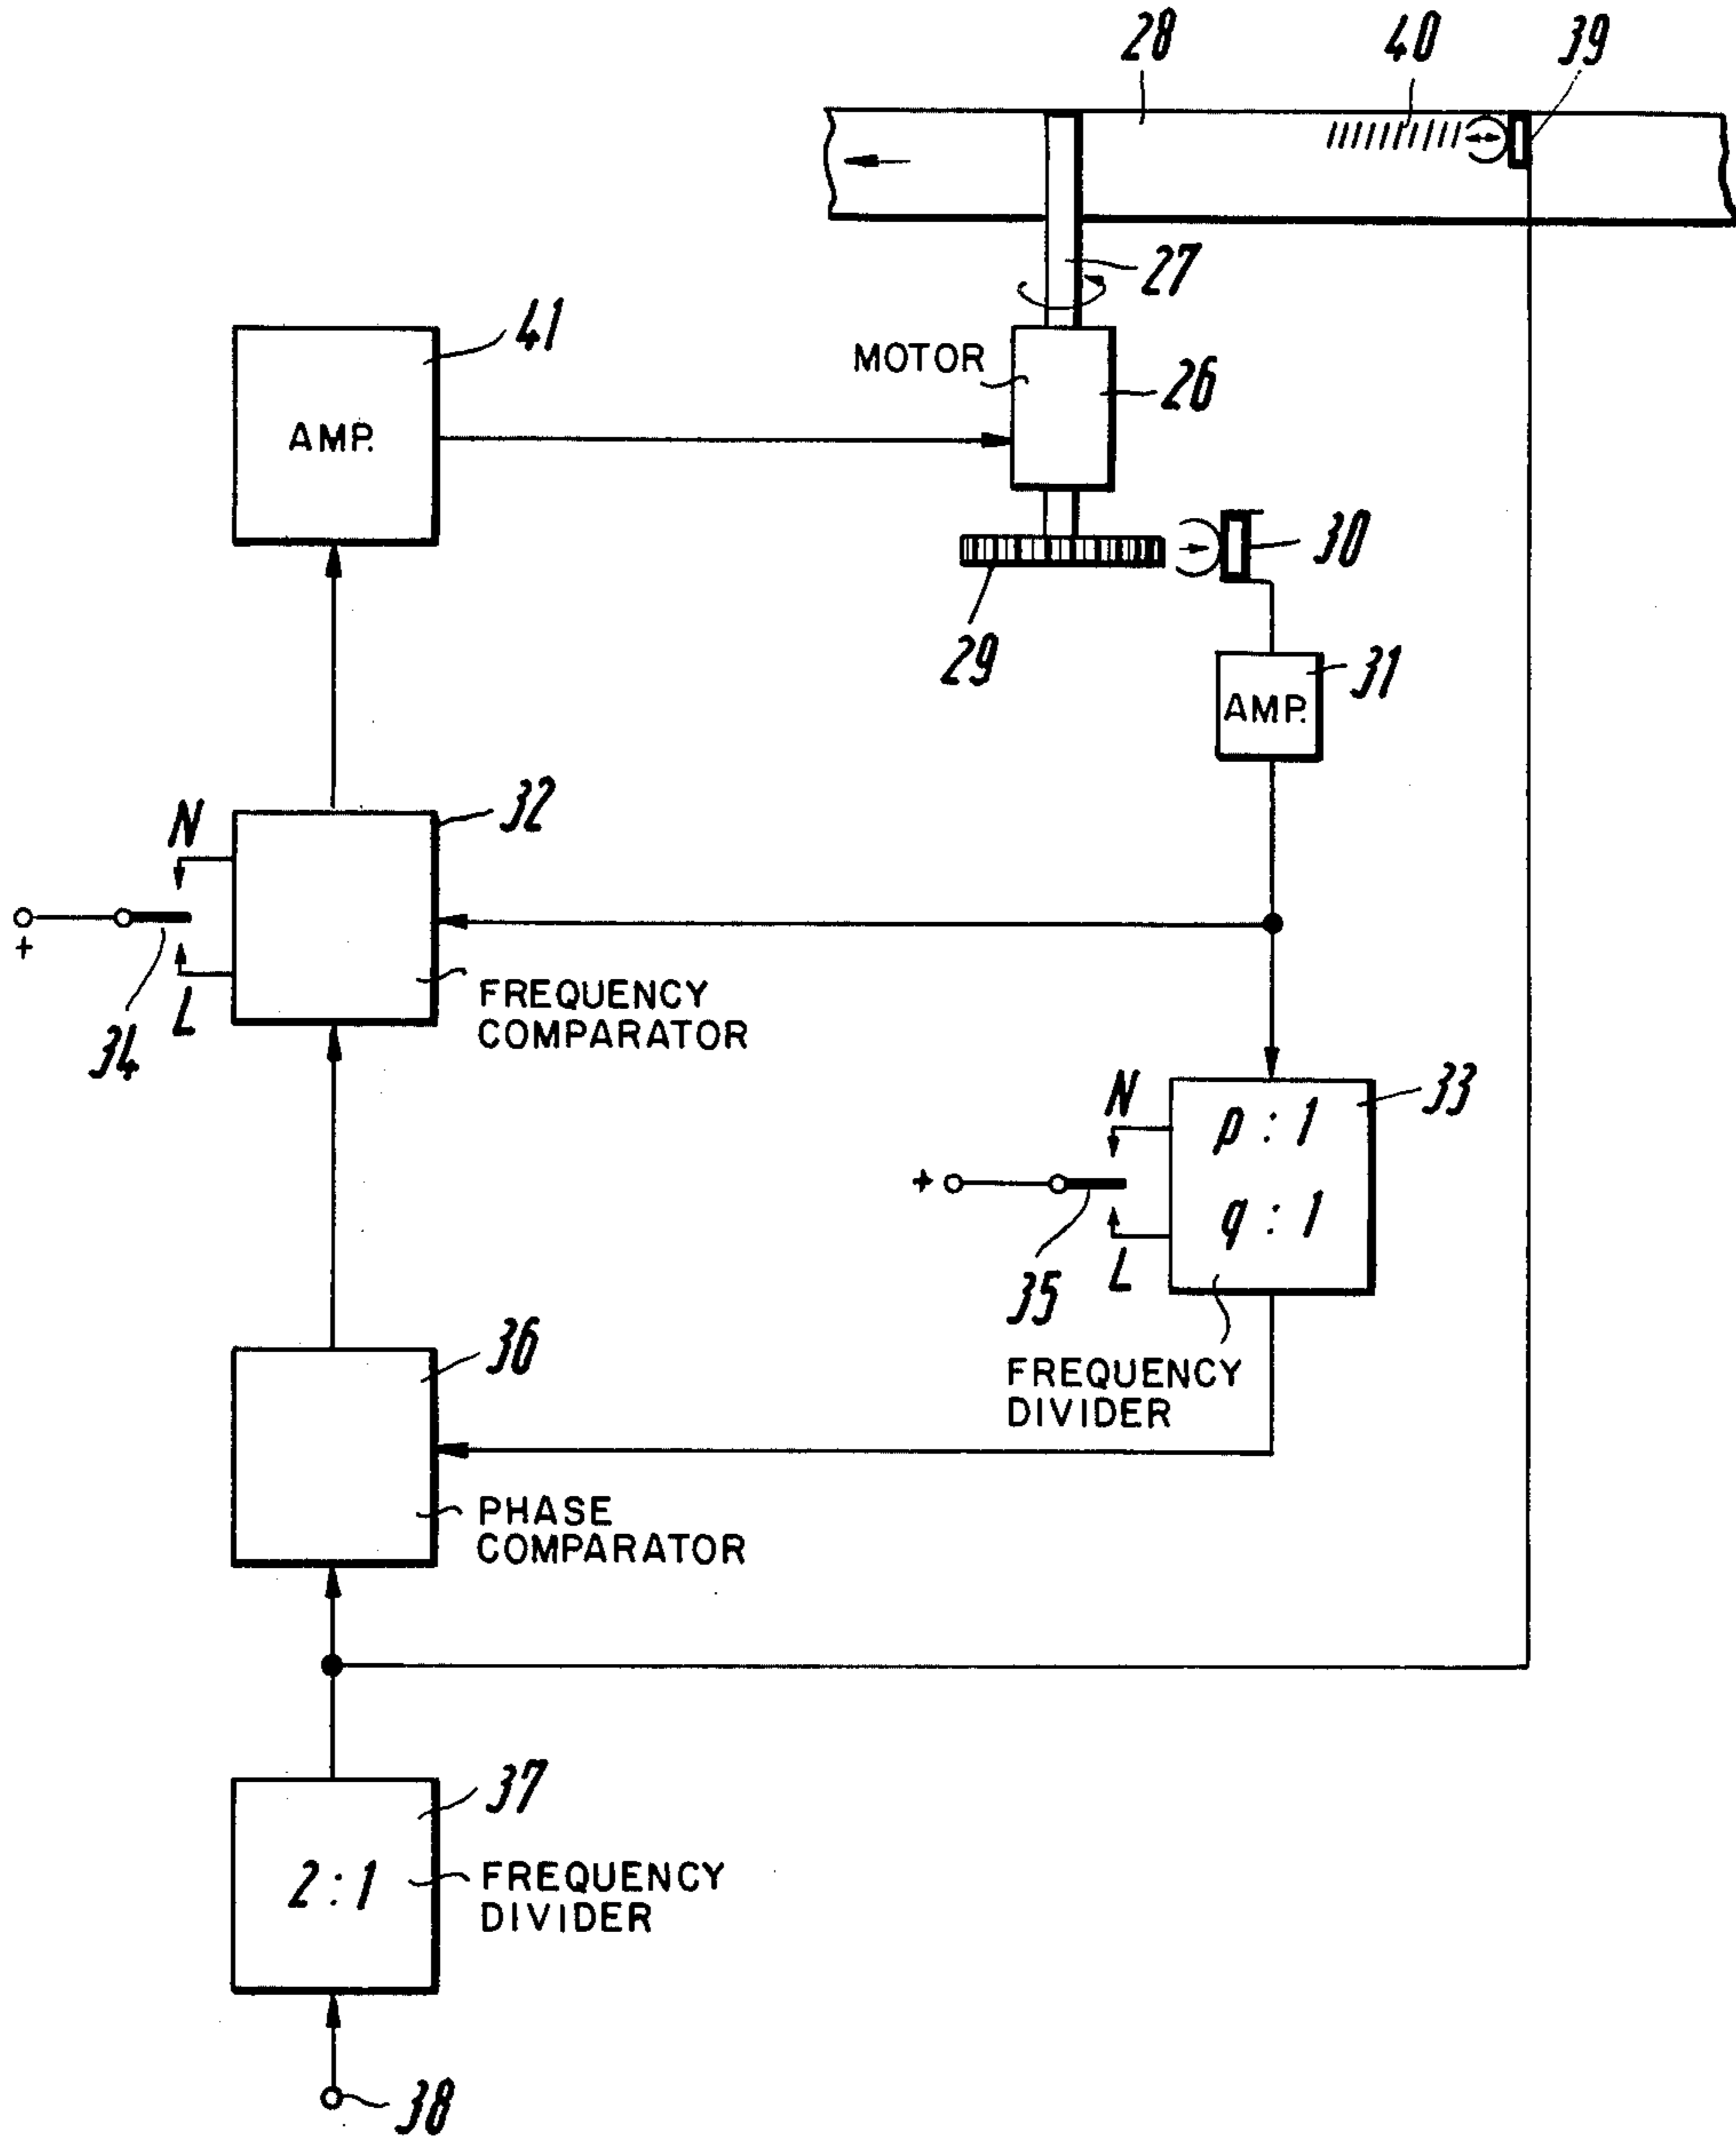 28
40
39
27
41
MOTOR
26
AMP.
30
29
31
AMP.
N
32
+
34
L
FREQUENCY
COMPARATOR
N
33
p : 1
+
q : 1
35
L
36
FREQUENCY
DIVIDER
PHASE
COMPARATOR
37
2 : 1
FREQUENCY
DIVIDER
38